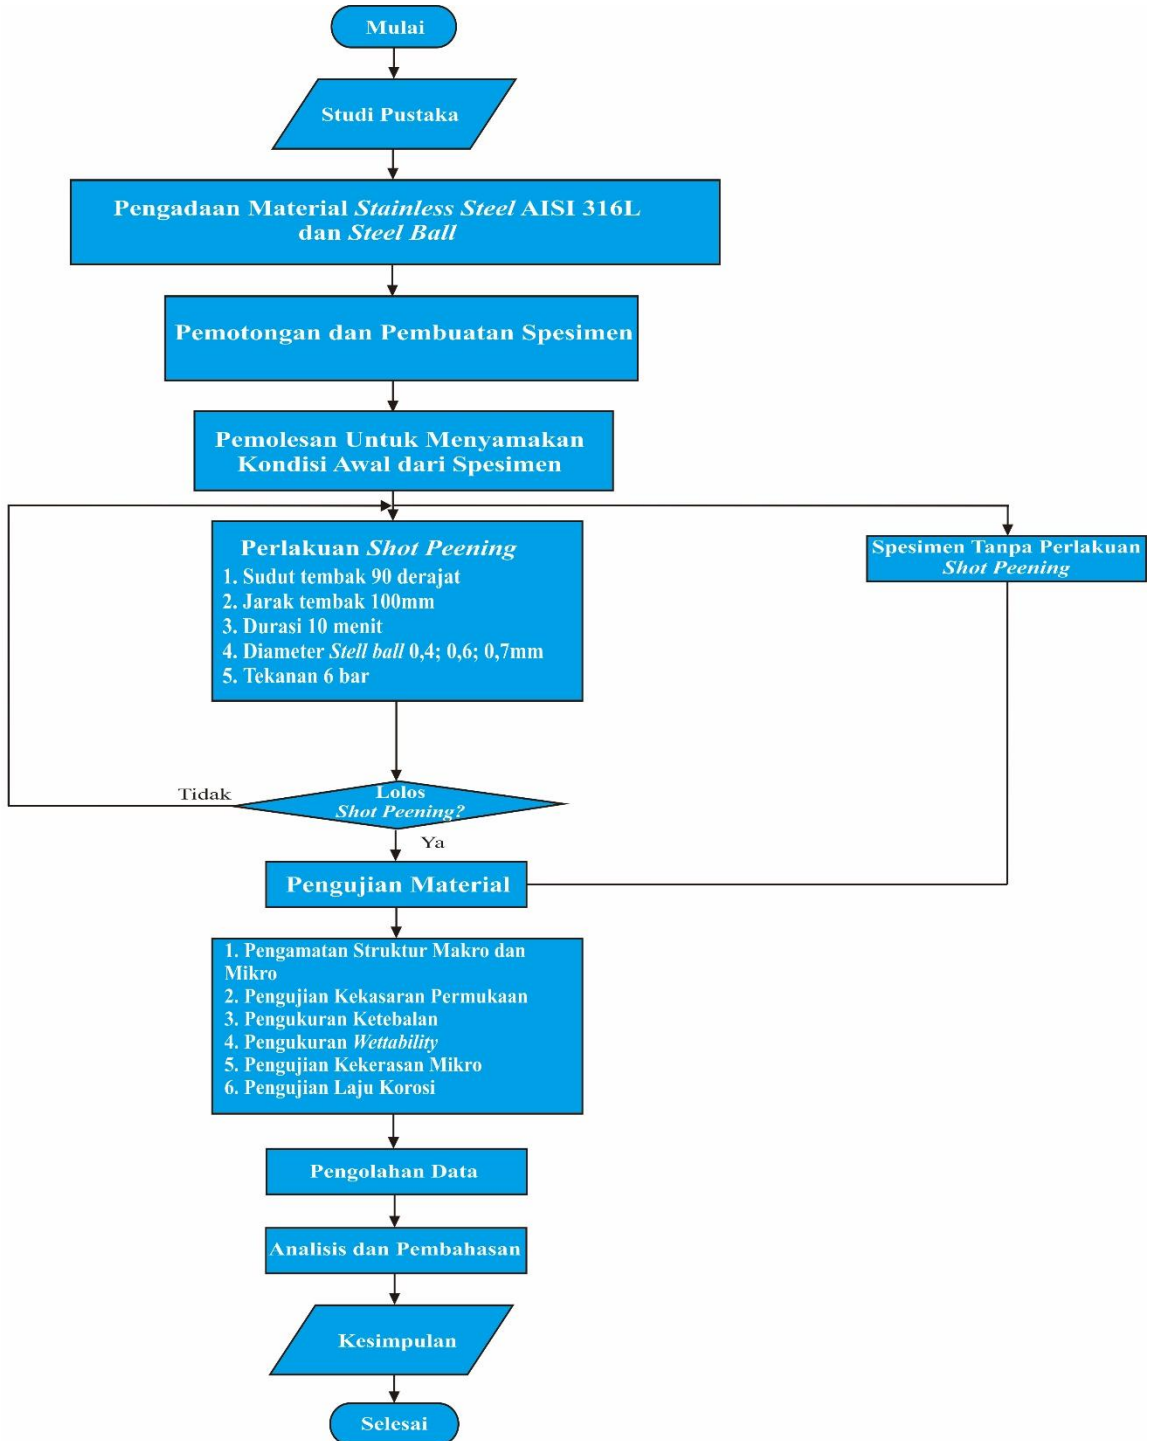 Mulai
Studi Pustaka
Pengadaan Material Stainless Steel AISI 316L
dan Steel Ball
Pemotongan dan Pembuatan Spesimen
Pemolesan Untuk Menyamakan
Kondisi Awal dari Spesimen
Perlakuan Shot Peening
1. Sudut tembak 90 derajat
2. Jarak tembak 100mm
3. Durasi 10 menit
4. Diameter Stell ball 0,4; 0,6; 0,7mm
5. Tekanan 6 bar
Spesimen Tanpa Perlakuan
Shot Peening
Tidak
Lolos
Shot Peening?
Ya
Pengujian Material
1. Pengamatan Struktur Makro dan
Mikro
2. Pengujian Kekasaran Permukaan
3. Pengukuran Ketebalan
4. Pengukuran Wettability
5. Pengujian Kekerasan Mikro
6. Pengujian Laju Korosi
Pengolahan Data
Analisis dan Pembahasan
Kesimpulan
Selesai